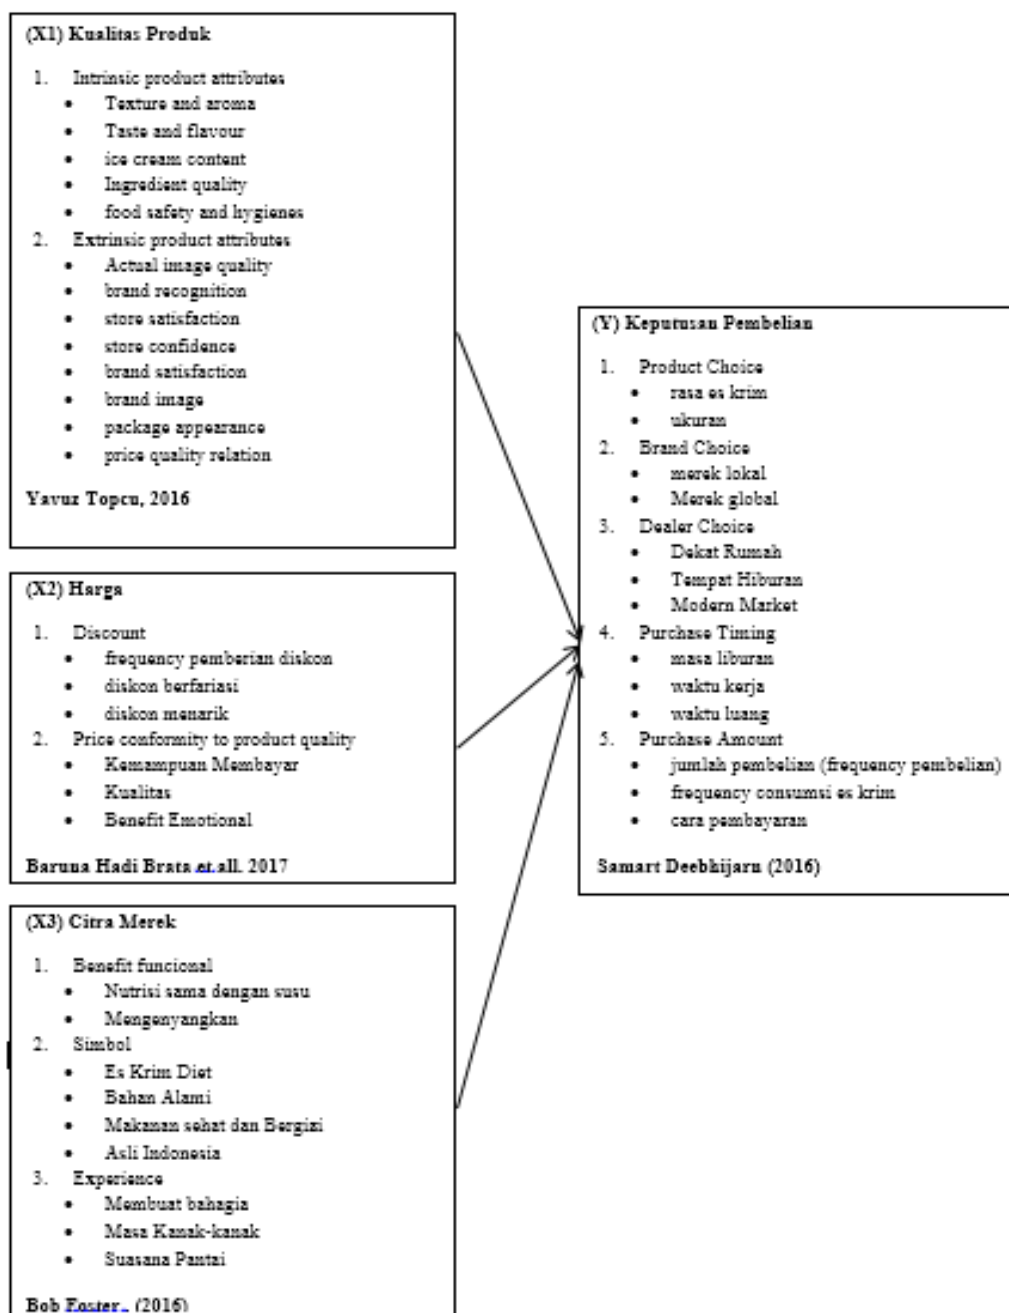 (X1) Kualitas Produk
1. Intrinsic product attributes
• Texture and aroma
• Taste and flavour
• ice cream content
• Ingredient quality
• food safety and hygienes
2. Extrinsic product attributes
• Actual image quality
• brand recognition
• store satisfaction
• store confidence
• brand satisfaction
• brand image
• package appearance
• price quality relation
Yavuz Topcu, 2016
(X2) Harga
1. Discount
• frequency pemberian diskon
• diskon berfariasi
• diskon menarik
2. Price conformity to product quality
• Kemampuan Membayar
• Kualitas
• Benefit Emotional
Baruna Hadi Brata et.all. 2017
(X3) Citra Merek
1. Benefit funcional
• Nutrisi sama dengan susu
• Mengenyangkan
2. Simbol
• Es Krim Diet
• Bahan Alami
• Makanan sehat dan Bergizi
• Asli Indonesia
3. Experience
• Membuat bahagia
• Masa Kanak-kanak
• Suasana Pantai
Bob Foster, (2016)
(Y) Keputusan Pembelian
1. Product Choice
• rasa es krim
• ukuran
2. Brand Choice
• merek lokal
• Merek global
3. Dealer Choice
• Dekat Rumah
• Tempat Hiburan
• Modern Market
4. Purchase Timing
• masa liburan
• waktu kerja
• waktu luang
5. Purchase Amount
• jumlah pembelian (frequency pembelian)
• frequency consumsi es krim
• cara pembayaran
Samart Deebhijarn (2016)